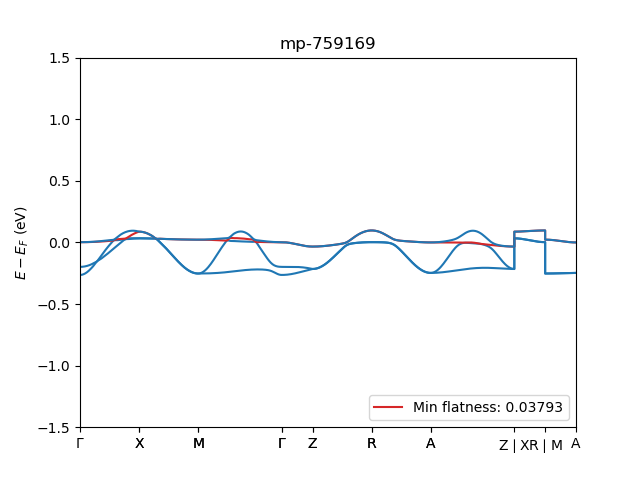 mp-759169
1.5
1.0
0.5
0.0
−0.5
−1.0
−1.5
E − E_F (eV)
Min flatness: 0.03793
Γ X M Γ Z R A Z | XR | M A